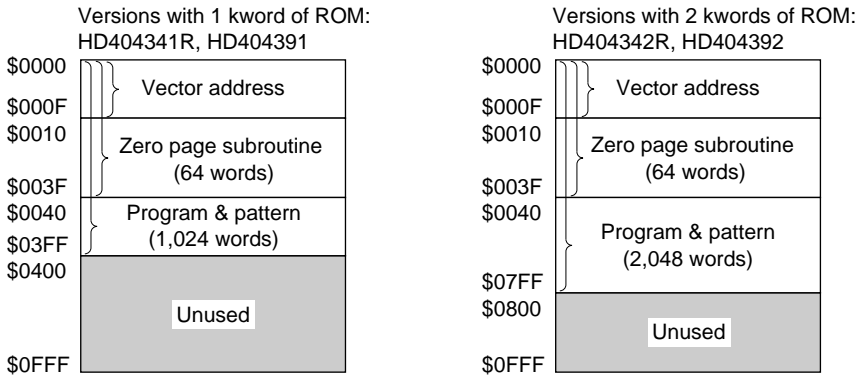 Versions with 1 kword of ROM:
HD404341R, HD404391
$0000
Vector address
$000F
$0010
Zero page subroutine
(64 words)
$003F
$0040
Program & pattern
(1,024 words)
$03FF
$0400
Unused
$0FFF
Versions with 2 kwords of ROM:
HD404342R, HD404392
$0000
Vector address
$000F
$0010
Zero page subroutine
(64 words)
$003F
$0040
Program & pattern
(2,048 words)
$07FF
$0800
Unused
$0FFF